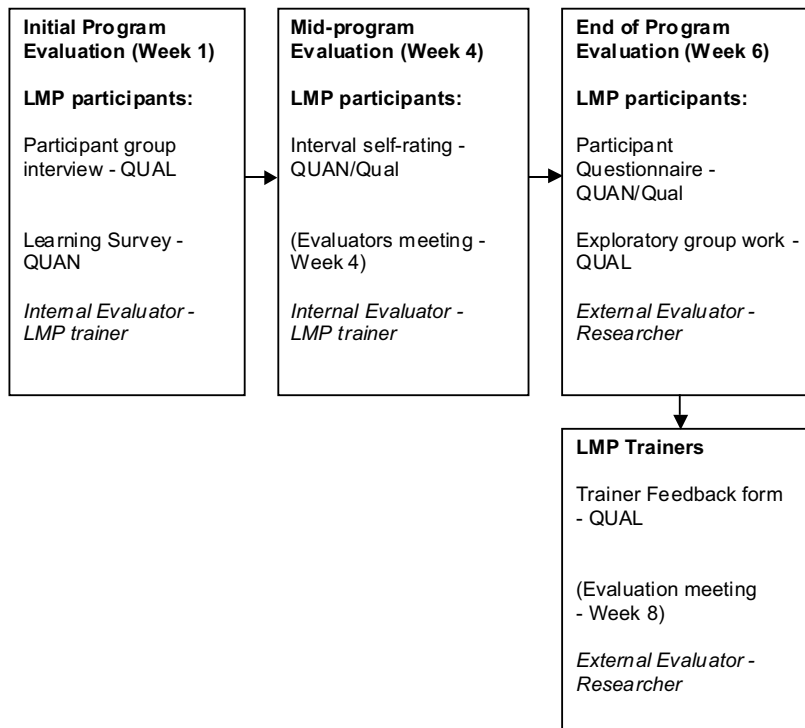 Initial Program
Evaluation (Week 1)
LMP participants:
Participant group
interview - QUAL
Learning Survey -
QUAN
Internal Evaluator -
LMP trainer
Mid-program
Evaluation (Week 4)
LMP participants:
Interval self-rating -
QUAN/Qual
(Evaluators meeting -
Week 4)
Internal Evaluator -
LMP trainer
End of Program
Evaluation (Week 6)
LMP participants:
Participant
Questionnaire -
QUAN/Qual
Exploratory group work -
QUAL
External Evaluator -
Researcher
LMP Trainers
Trainer Feedback form
- QUAL
(Evaluation meeting
- Week 8)
External Evaluator -
Researcher